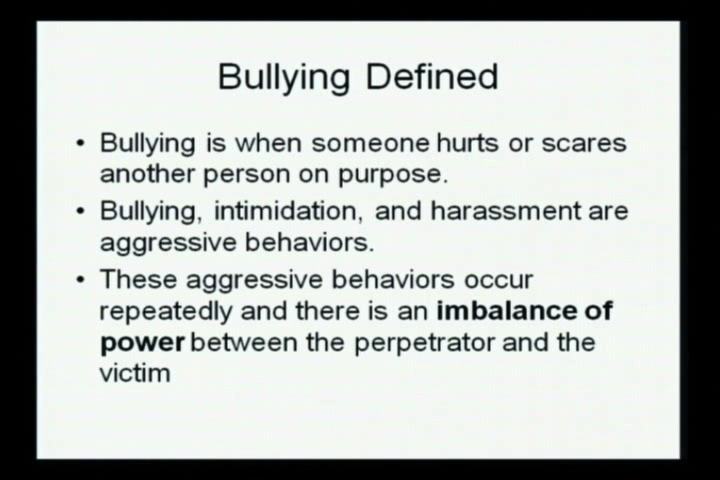 Bullying Defined
• Bullying is when someone hurts or scares
another person on purpose.
• Bullying, intimidation, and harassment are
aggressive behaviors.
• These aggressive behaviors occur
repeatedly and there is an imbalance of
power between the perpetrator and the
victim